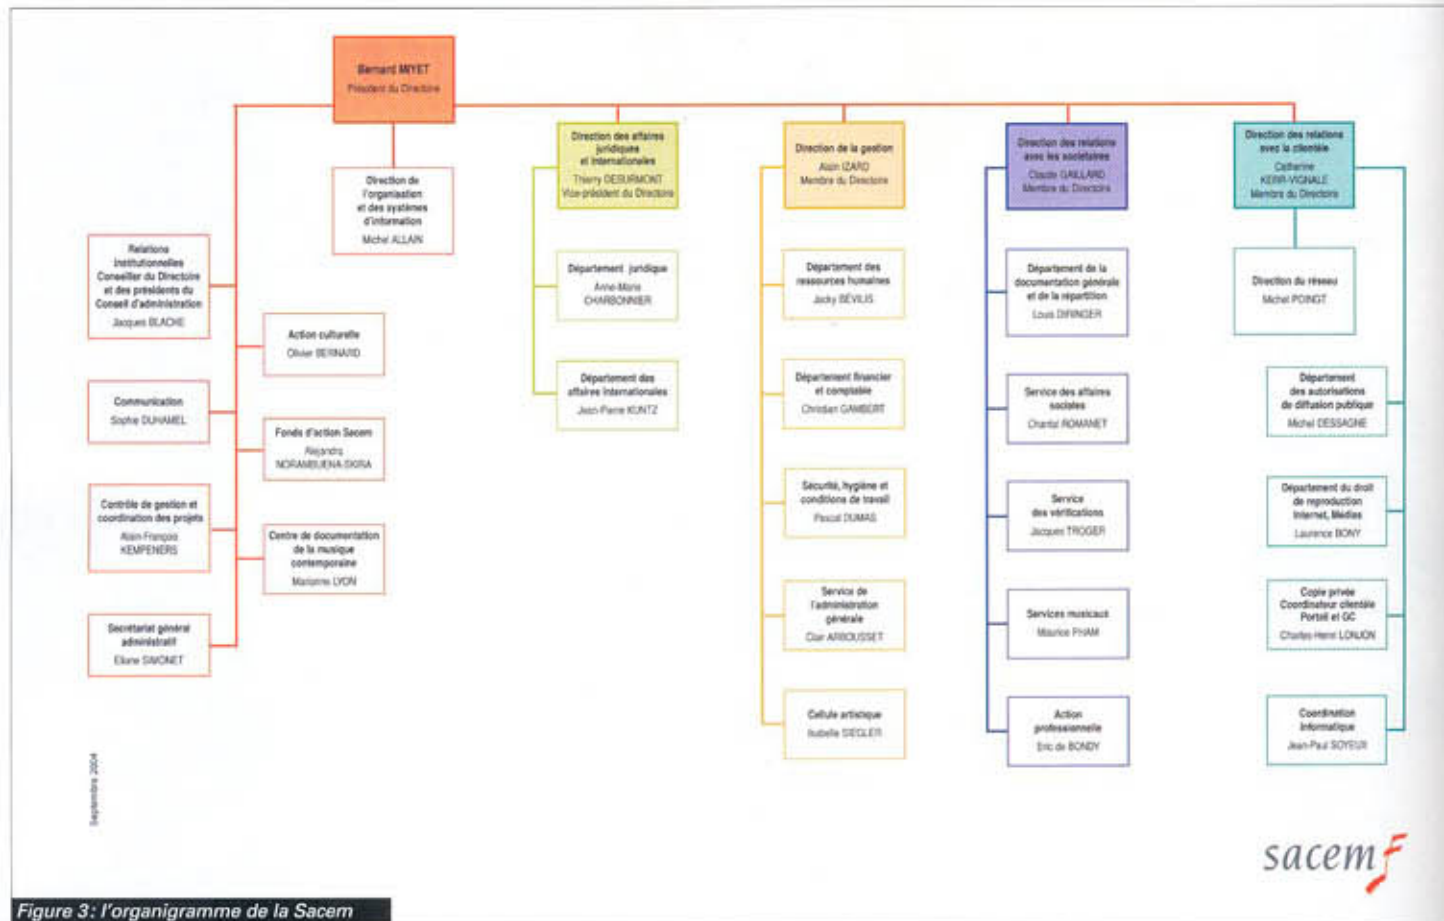 Bernard MIYET
Président du Directoire
Direction de
l'organisation
et des systèmes
d'information
Michel ALLAIN
Relations
institutionnelles
Conseiller du Directoire
et des présidents du
Conseil d'administration
Jacques BLACHE
Action culturelle
Olivier BERNARD
Communication
Sophie DUHAMEL
Fonds d'action Sacem
Alejandra
NORAMBUENA-SKIRA
Contrôle de gestion et
coordination des projets
Alain-François
KEMPENERS
Centre de documentation
de la musique
contemporaine
Marianne LYON
Secrétariat général
administratif
Eliane SIMONET
Direction des affaires
juridiques
et internationales
Thierry DESURMONT
Vice-président du Directoire
Département juridique
Anne-Marie
CHARBONNIER
Département des
affaires internationales
Jean-Pierre KUNTZ
Direction de la gestion
Alain IZARD
Membre du Directoire
Département des
ressources humaines
Jacky BÉVILIS
Département financier
et comptable
Christian GAMBERT
Sécurité, hygiène et
conditions de travail
Pascal DUMAS
Service de
l'administration
générale
Clair ARBOUSSET
Cellule artistique
Isabelle SIEGLER
Direction des relations
avec les sociétaires
Claude GAILLARD
Membre du Directoire
Département de la
documentation générale
et de la répartition
Louis DIRINGER
Service des affaires
sociales
Chantal ROMANET
Service
des vérifications
Jacques TROGER
Services musicaux
Maurice PHAM
Action
professionnelle
Eric de BONDY
Direction des relations
avec la clientèle
Catherine
KERR-VIGNALE
Membre du Directoire
Direction du réseau
Michel POINGT
Département
des autorisations
de diffusion publique
Michel DESSAGNE
Département du droit
de reproduction
Internet, Médias
Laurence BONY
Copie privée
Coordinateur clientèle
Portail et GC
Charles-Henri LONJON
Coordination
informatique
Jean-Paul SOYEUX
Septembre 2004
sacem
Figure 3: l'organigramme de la Sacem